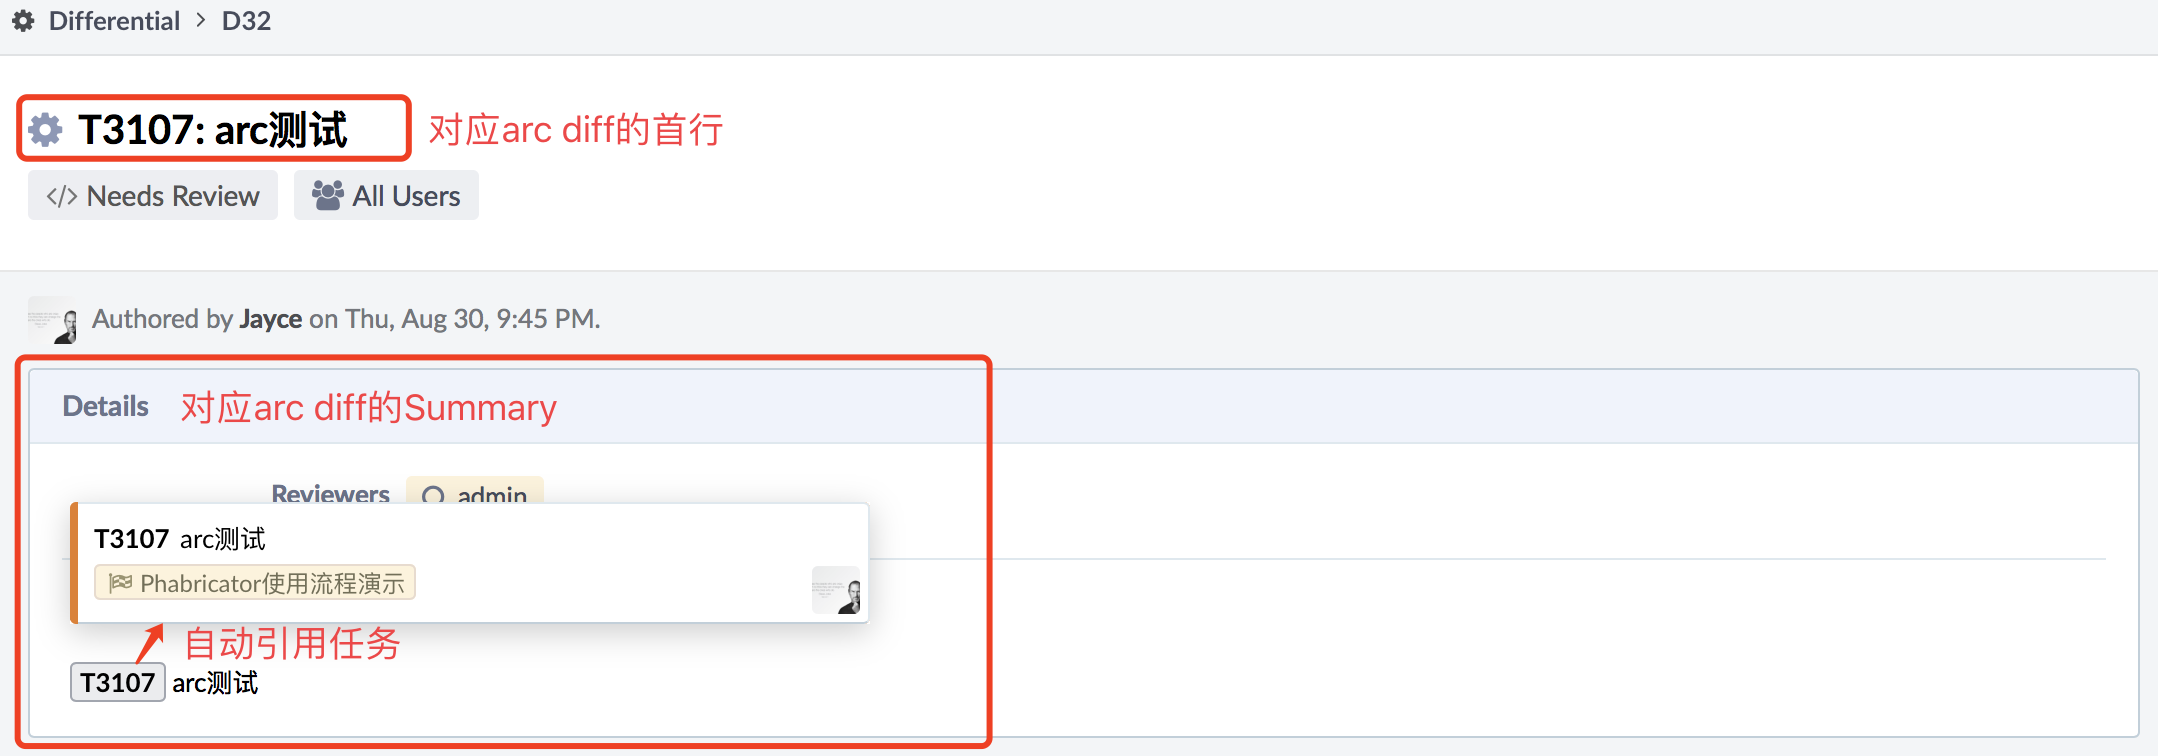 Differential > D32
T3107: arc测试 对应arc diff的首行
</> Needs Review All Users
Authored by Jayce on Thu, Aug 30, 9:45 PM.
Details 对应arc diff的Summary
Reviewers admin
T3107 arc测试
Phabricator使用流程演示
自动引用任务
T3107 arc测试